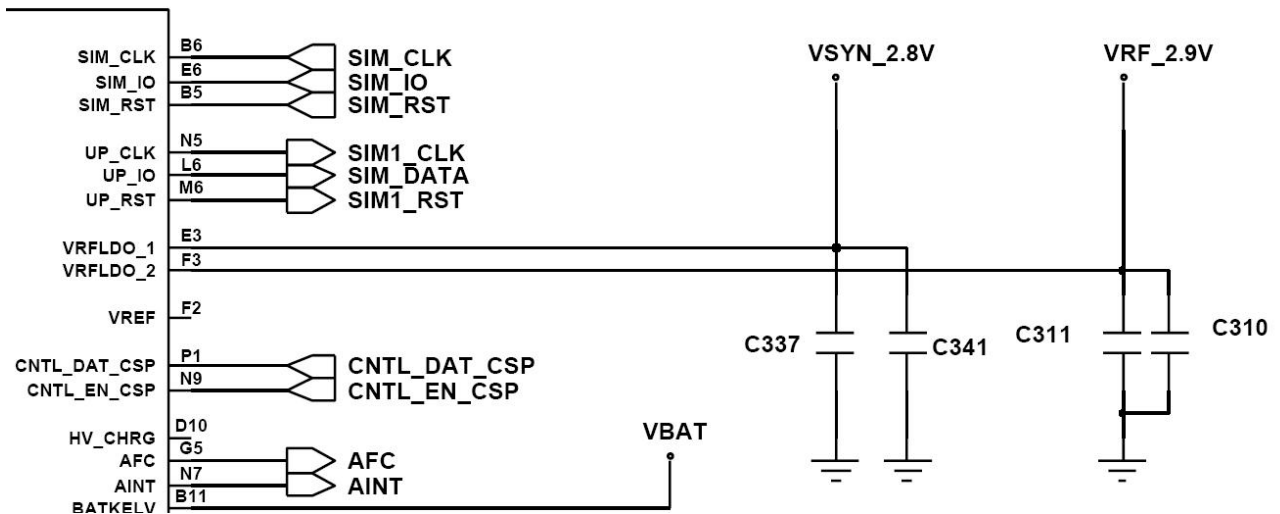 SIM_CLK B6 SIM_CLK
SIM_IO E6 SIM_IO
SIM_RST B5 SIM_RST
UP_CLK N5 SIM1_CLK
UP_IO L6 SIM_DATA
UP_RST M6 SIM1_RST
VRFLDO_1 E3
VRFLDO_2 F3
VREF F2
CNTL_DAT_CSP P1 CNTL_DAT_CSP
CNTL_EN_CSP N9 CNTL_EN_CSP
HV_CHRG D10
AFC G5 AFC
AINT N7 AINT
BATKELV B11
VBAT
VSYN_2.8V
VRF_2.9V
C337
C341
C311
C310